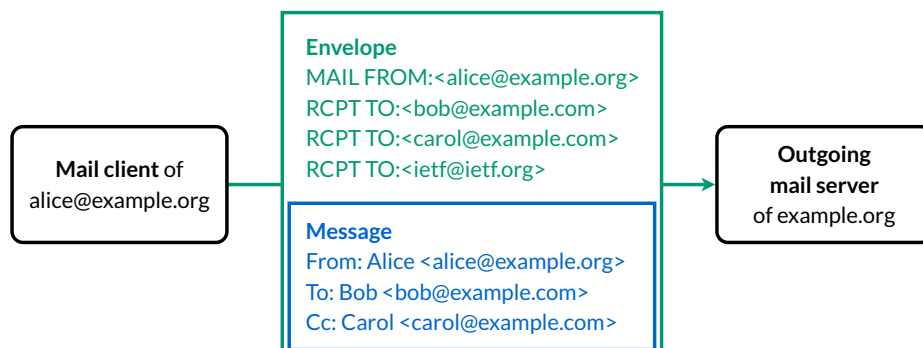 Mail client of
alice@example.org
Envelope
MAIL FROM:<alice@example.org>
RCPT TO:<bob@example.com>
RCPT TO:<carol@example.com>
RCPT TO:<ietf@ietf.org>
Message
From: Alice <alice@example.org>
To: Bob <bob@example.com>
Cc: Carol <carol@example.com>
Outgoing
mail server
of example.org